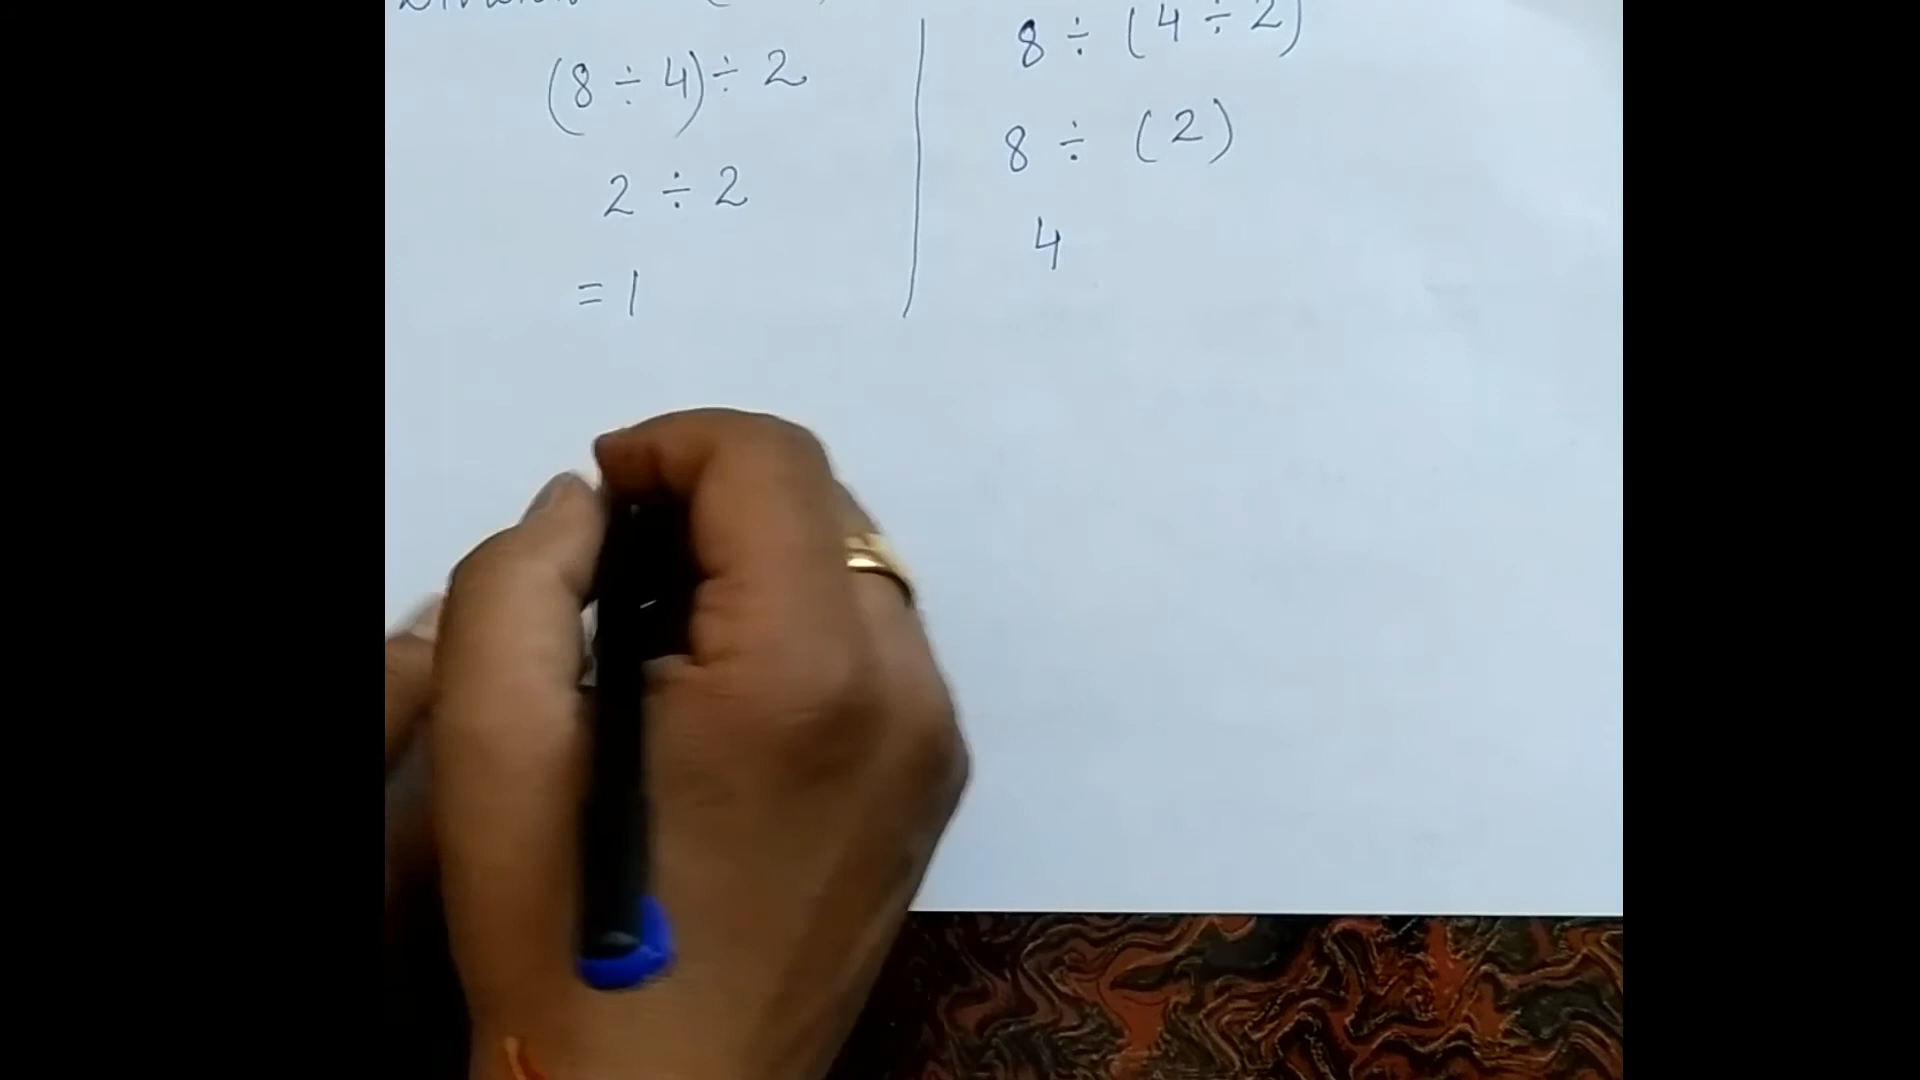 (8 ÷ 4) ÷ 2
2 ÷ 2
= 1
8 ÷ (4 ÷ 2)
8 ÷ (2)
4